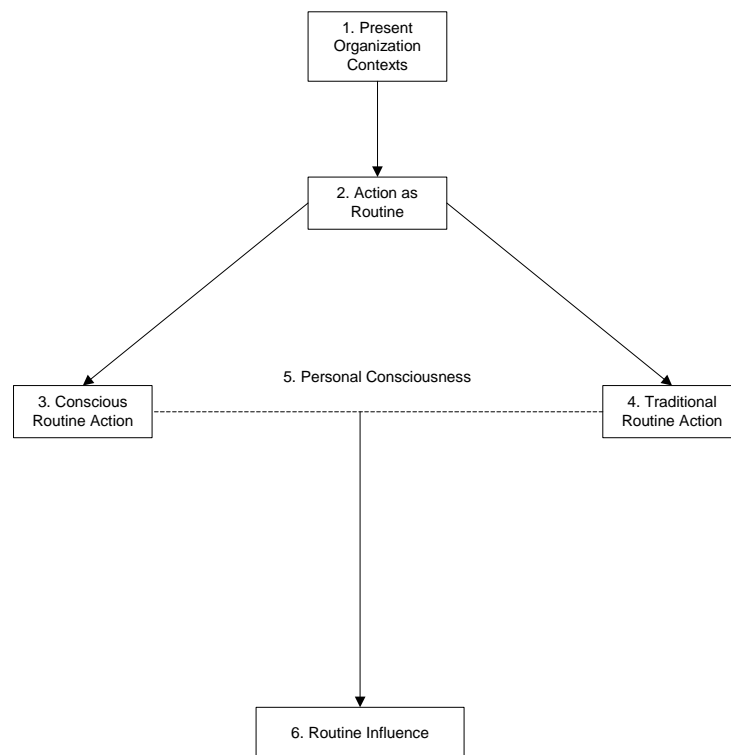 1. Present
Organization
Contexts
2. Action as
Routine
5. Personal Consciousness
3. Conscious
Routine Action
4. Traditional
Routine Action
6. Routine Influence